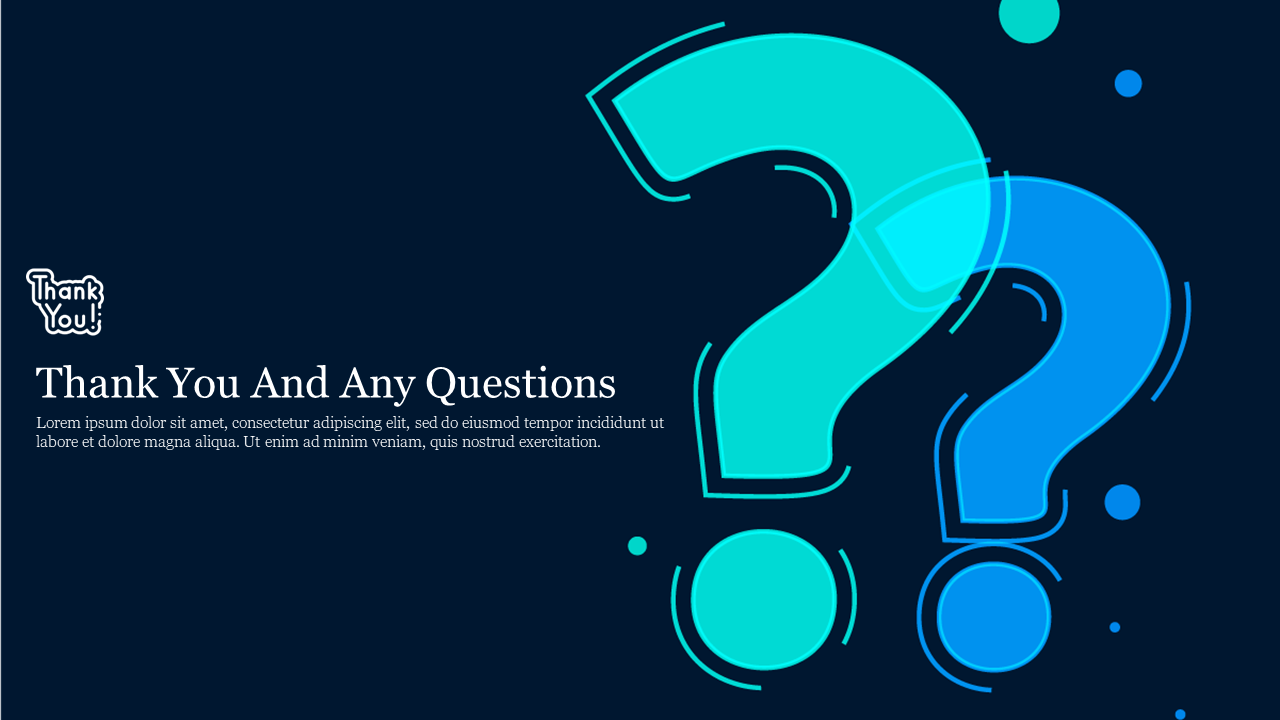 Thank
You!
Thank You And Any Questions
Lorem ipsum dolor sit amet, consectetur adipiscing elit, sed do eiusmod tempor incididunt ut
labore et dolore magna aliqua. Ut enim ad minim veniam, quis nostrud exercitation.